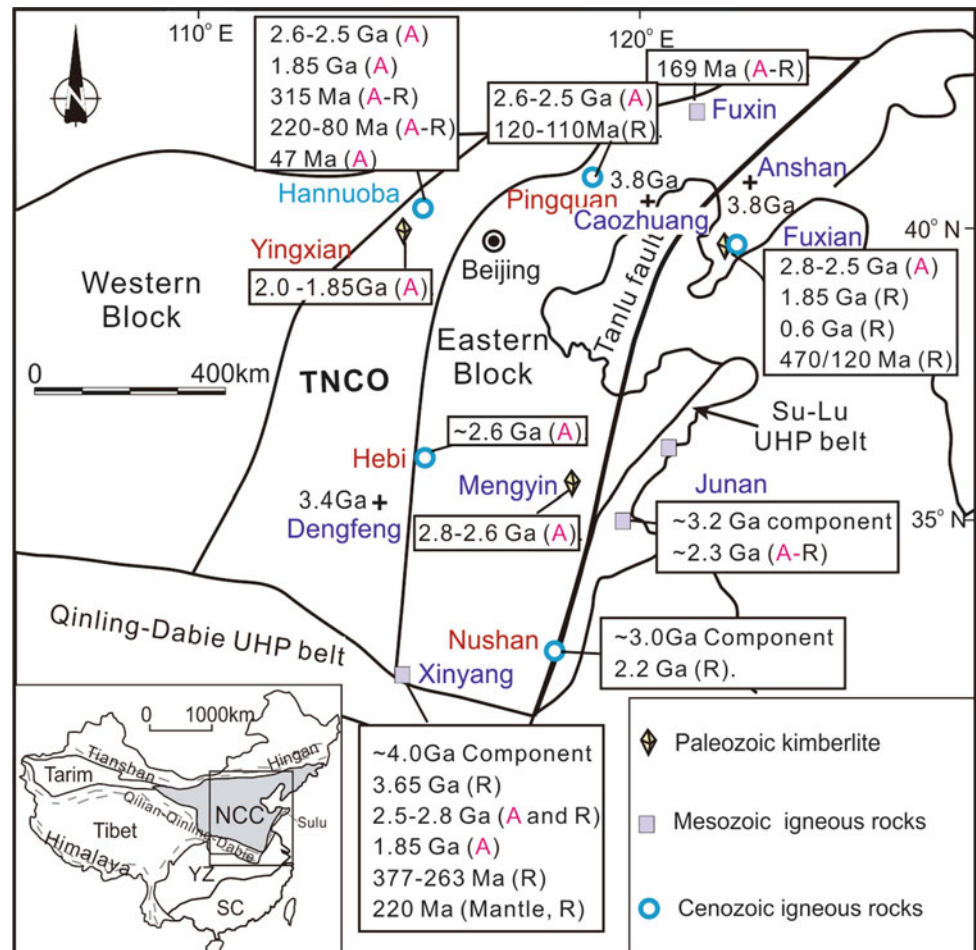 110° E
120° E
2.6-2.5 Ga (A)
1.85 Ga (A)
315 Ma (A-R)
220-80 Ma (A-R)
47 Ma (A)
Hannuoba
2.6-2.5 Ga (A)
120-110Ma(R).
Pingquan
169 Ma (A-R).
Fuxin
N
3.8Ga
Caozhuang
Anshan
3.8Ga
40° N
Yingxian
2.0 -1.85Ga (A)
Beijing
Fuxian
2.8-2.5 Ga (A)
1.85 Ga (R)
0.6 Ga (R)
470/120 Ma (R)
Western
Block
Eastern
Block
Tanlu fault
TNCO
0 400km
Su-Lu
UHP belt
~2.6 Ga (A).
Hebi
3.4Ga
Dengfeng
Mengyin
2.8-2.6 Ga (A).
Junan
35° N
~3.2 Ga component
~2.3 Ga (A-R)
Qinling-Dabie UHP belt
Nushan
~3.0Ga Component
2.2 Ga (R).
Xinyang
~4.0Ga Component
3.65 Ga (R)
2.5-2.8 Ga (A and R)
1.85 Ga (A)
377-263 Ma (R)
220 Ma (Mantle, R)
0 1000km
Tianshan
Hingan
Tarim
Qilian-Qinling-Dabie
NCC
Sulu
Tibet
Himalaya
YZ
SC
Paleozoic kimberlite
Mesozoic igneous rocks
Cenozoic igneous rocks